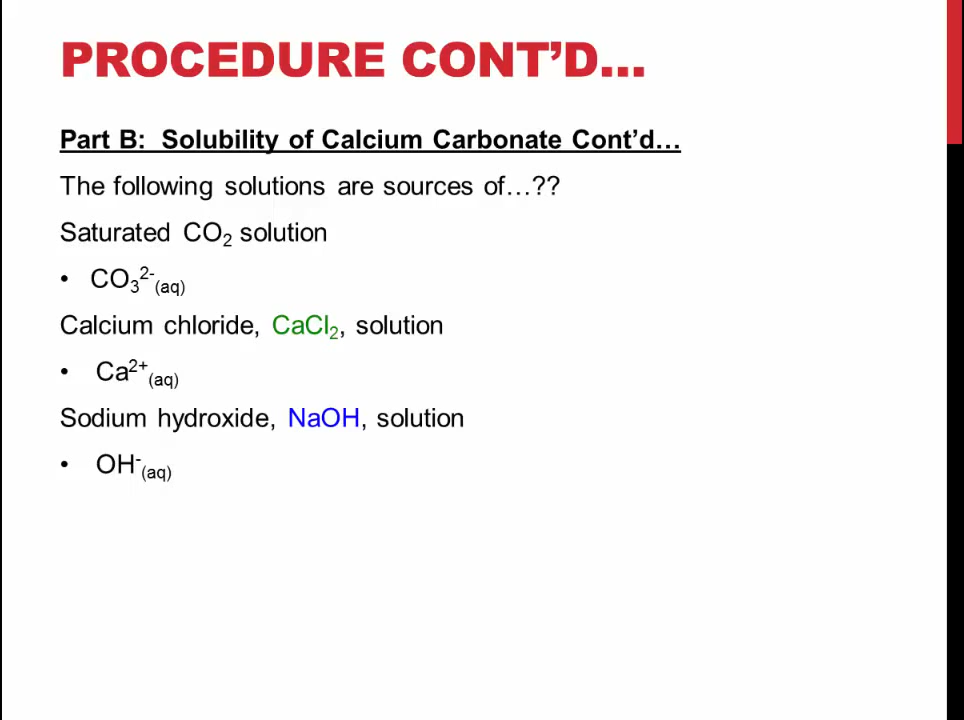 PROCEDURE CONT’D…
Part B: Solubility of Calcium Carbonate Cont’d…
The following solutions are sources of…??
Saturated CO₂ solution
• CO₃²⁻(aq)
Calcium chloride, CaCl₂, solution
• Ca²⁺(aq)
Sodium hydroxide, NaOH, solution
• OH⁻(aq)